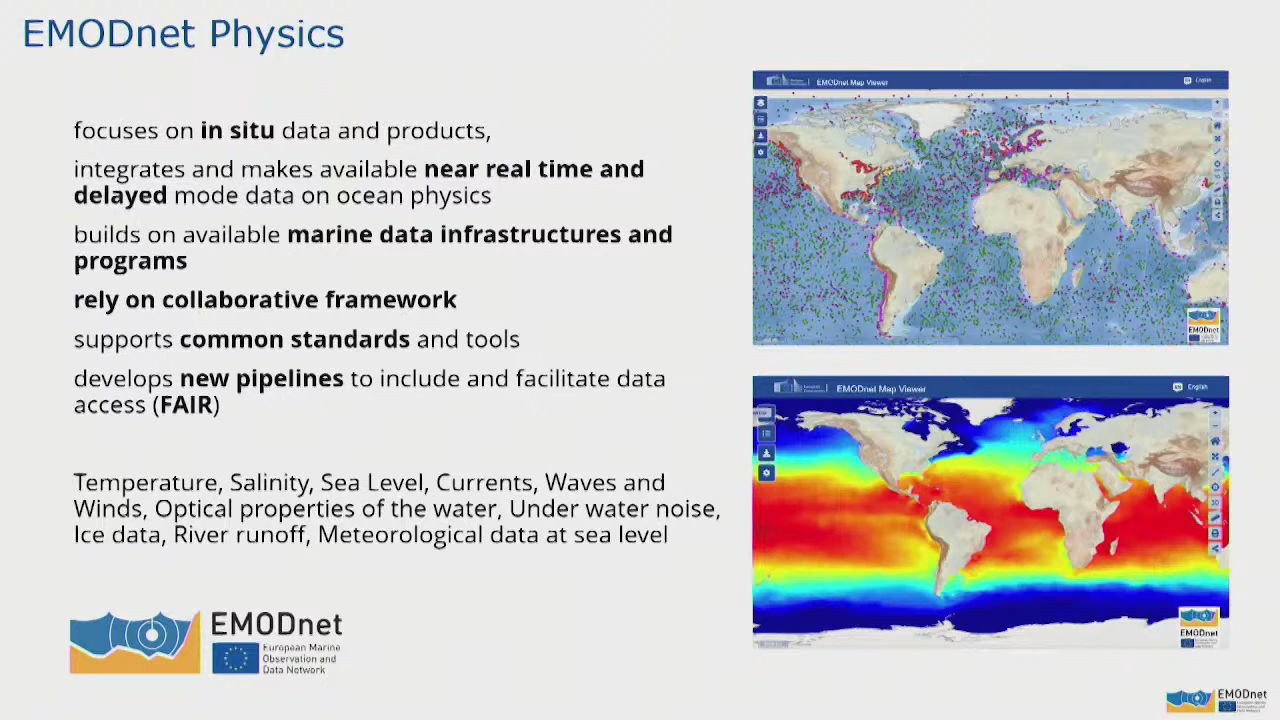 EMODnet Physics
focuses on in situ data and products,
integrates and makes available near real time and
delayed mode data on ocean physics
builds on available marine data infrastructures and
programs
rely on collaborative framework
supports common standards and tools
develops new pipelines to include and facilitate data
access (FAIR)
Temperature, Salinity, Sea Level, Currents, Waves and
Winds, Optical properties of the water, Under water noise,
Ice data, River runoff, Meteorological data at sea level
EMODnet
European Marine
Observation and
Data Network
EMODnet Map Viewer
English
EMODnet
EMODnet Map Viewer
English
EMODnet
EMODnet